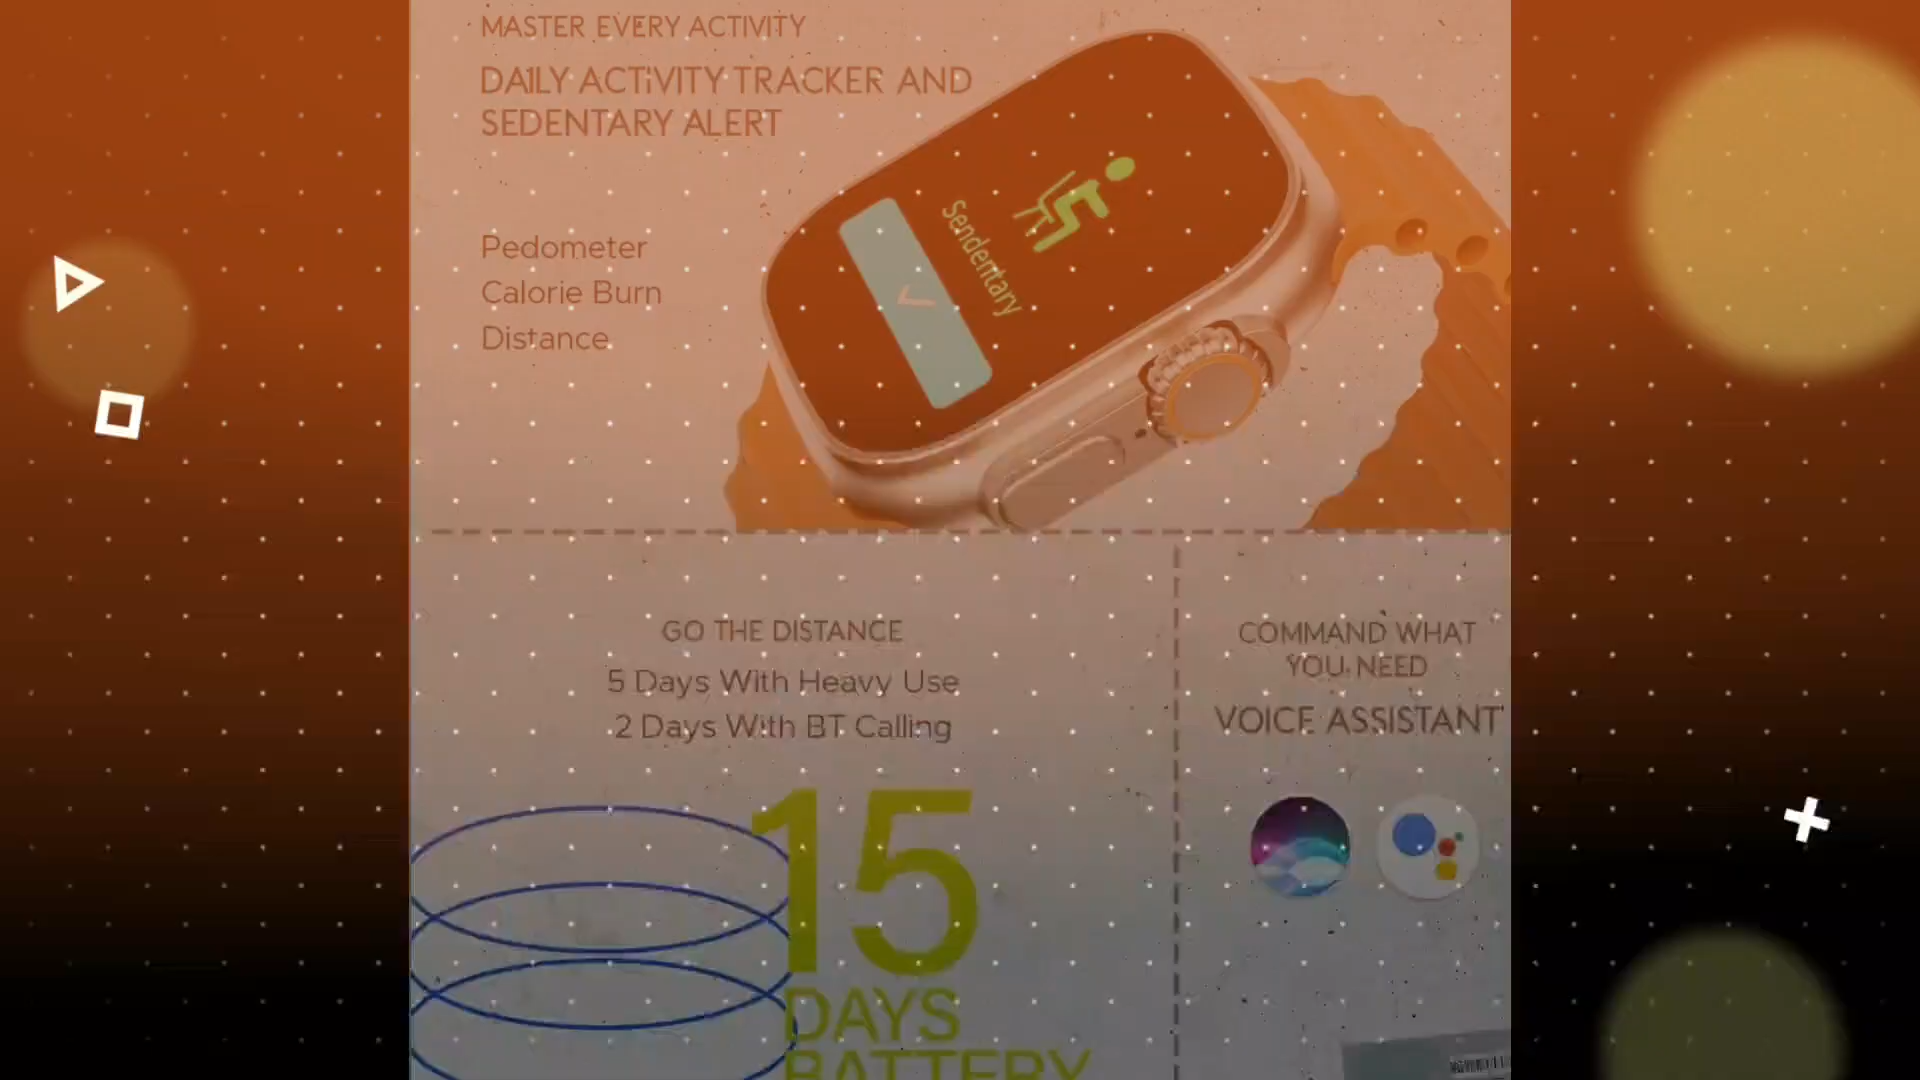 MASTER EVERY ACTIVITY
DAILY ACTIVITY TRACKER AND
SEDENTARY ALERT
Pedometer
Calorie Burn
Distance
Sendentary
GO THE DISTANCE
5 Days With Heavy Use
2 Days With BT Calling
15
DAYS
BATTERY
COMMAND WHAT
YOU NEED
VOICE ASSISTANT